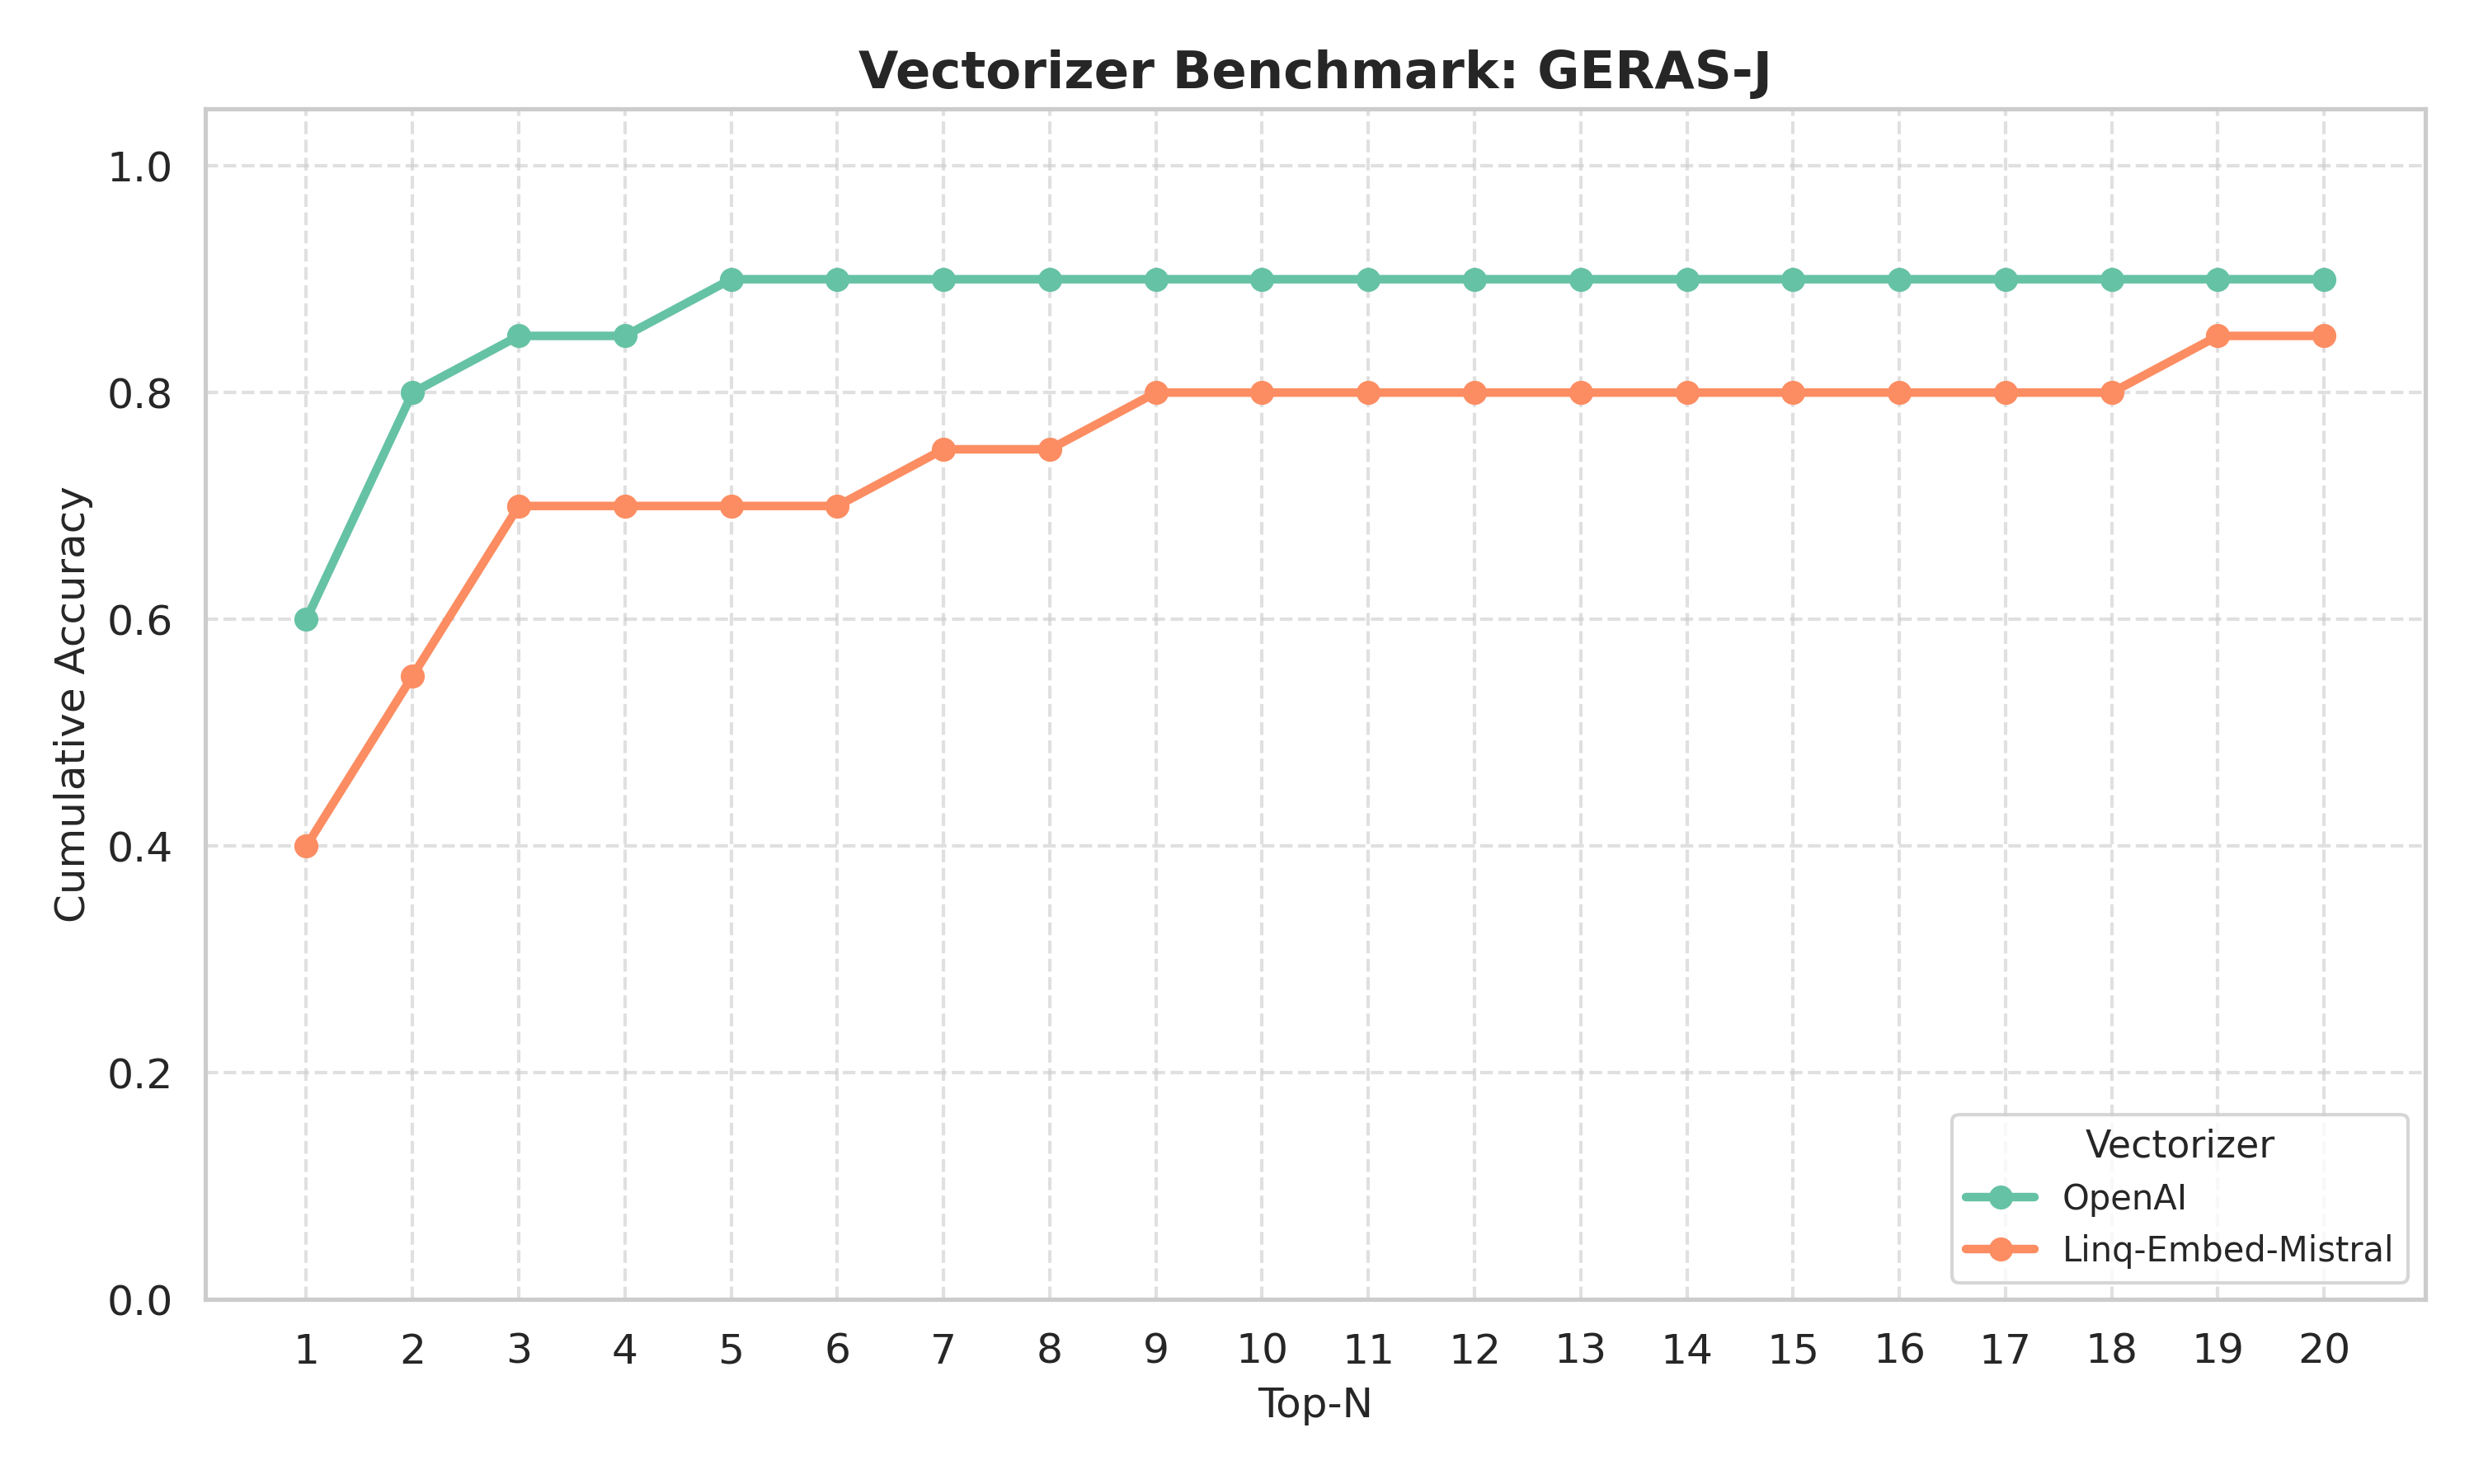 Vectorizer Benchmark: GERAS-J
Cumulative Accuracy
1.0
0.8
0.6
0.4
0.2
0.0
1 2 3 4 5 6 7 8 9 10 11 12 13 14 15 16 17 18 19 20
Top-N
Vectorizer
OpenAI
Linq-Embed-Mistral